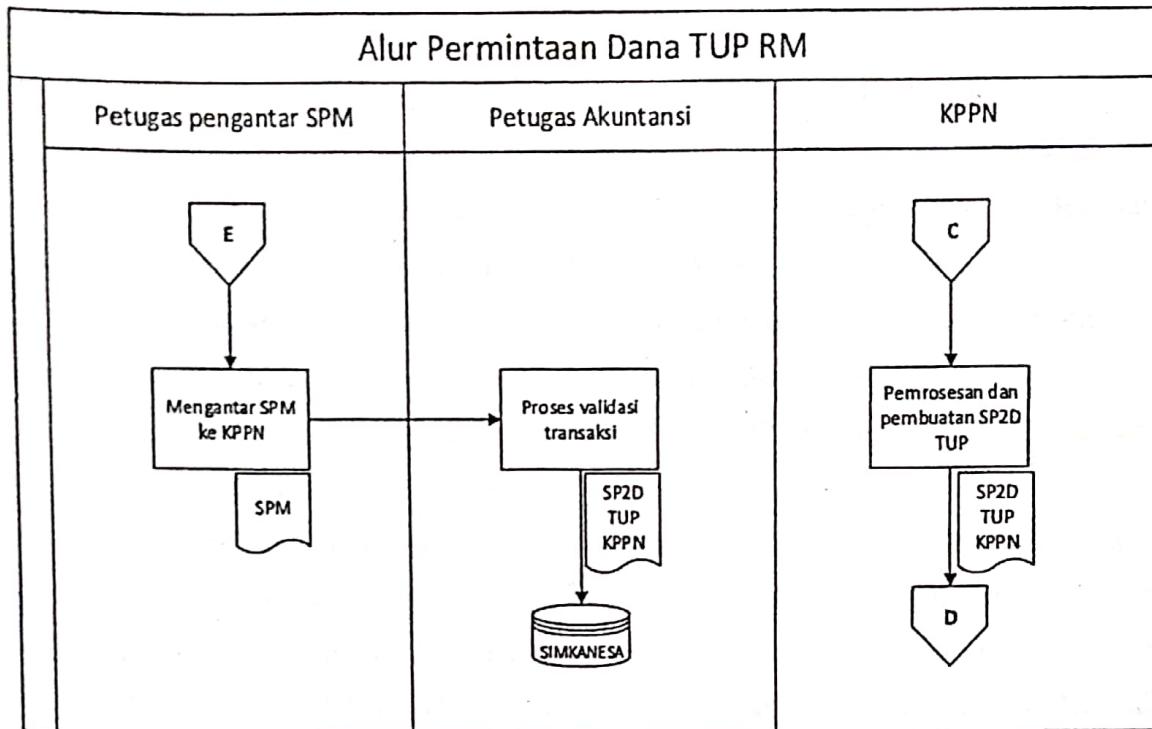 Alur Permintaan Dana TUP RM
Petugas pengantar SPM
Petugas Akuntansi
KPPN
E
C
Mengantar SPM
ke KPPN
Proses validasi
transaksi
Pemrosesan dan
pembuatan SP2D
TUP
SPM
SP2D
TUP
KPPN
SP2D
TUP
KPPN
SIMKANESA
D